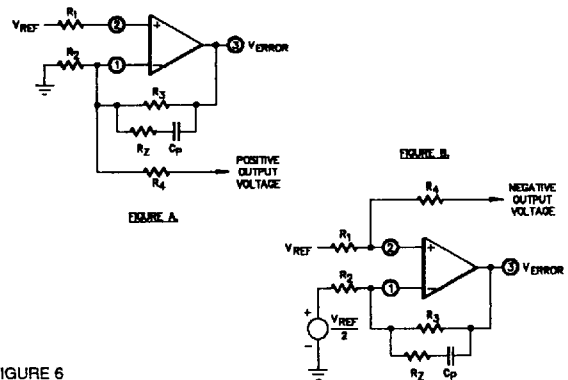 VREF
R1
2
+
3
VERROR
R2
1
−
R3
RZ
CP
R4
POSITIVE
OUTPUT
VOLTAGE
FIGURE A.
FIGURE B.
R4
NEGATIVE
OUTPUT
VOLTAGE
VREF
R1
2
+
3
VERROR
R2
1
−
+
VREF
2
−
R3
RZ
CP
IGURE 6